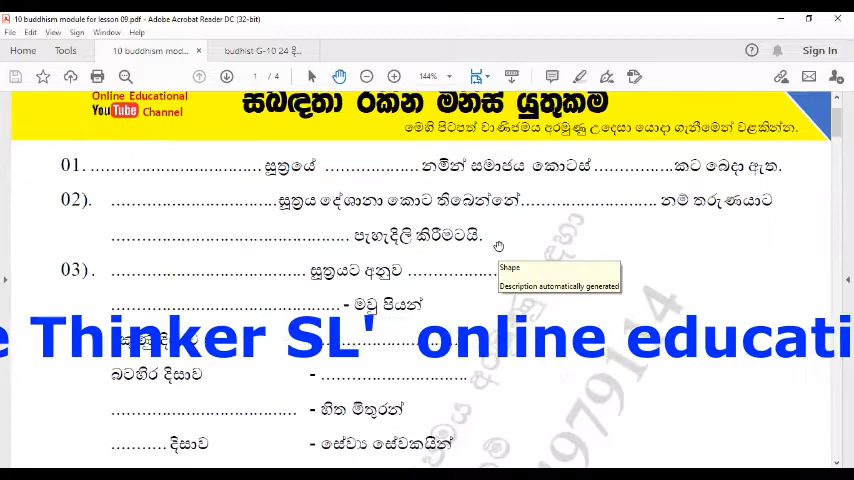 10 buddhism module for lesson 09.pdf - Adobe Acrobat Reader DC (32-bit)
File Edit View Sign Window Help
Home Tools 10 buddhism mod... × budhist G-10 24 දි... Sign In
1 / 4 144%
Online Educational
YouTube Channel
සබඳතා රකින මිනිස් යුතුකම්
මෙහි පිටපත් වාණිජමය අරමුණු උදෙසා යොදා ගැනීමෙන් වළකින්න.
01. ....................................... සූත්‍රයේ ...................... නමින් සමාජය කොටස් ..................කට බෙදා ඇත.
02). ......................................සූත්‍රය දේශානා කොට තිබෙන්නේ............................... නම් තරුණයාට
....................................................... පැහැදිලි කිරීමටයි.
03). ............................................ සූත්‍රයට අනුව ....................
Shape
Description automatically generated
..................................................... - මවු පියන්
e Thinker SL' online educati
බටහිර දිසාව - ..................................
.......................................... - හිත මිතුරන්
........... දිසාව - සේව්‍ය සේවකයින්
979114